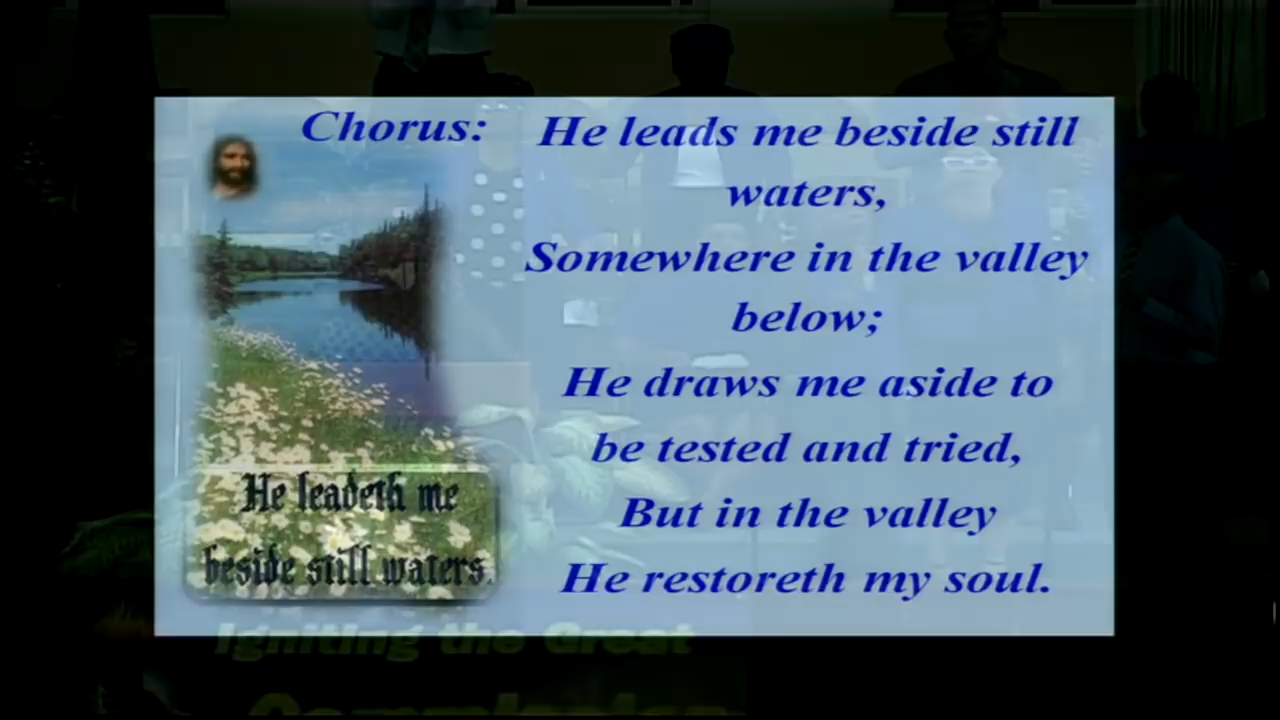 Chorus:
He leads me beside still
waters,
Somewhere in the valley
below;
He draws me aside to
be tested and tried,
But in the valley
He restoreth my soul.
He leadeth me
beside still waters.
Igniting the Great
Commission